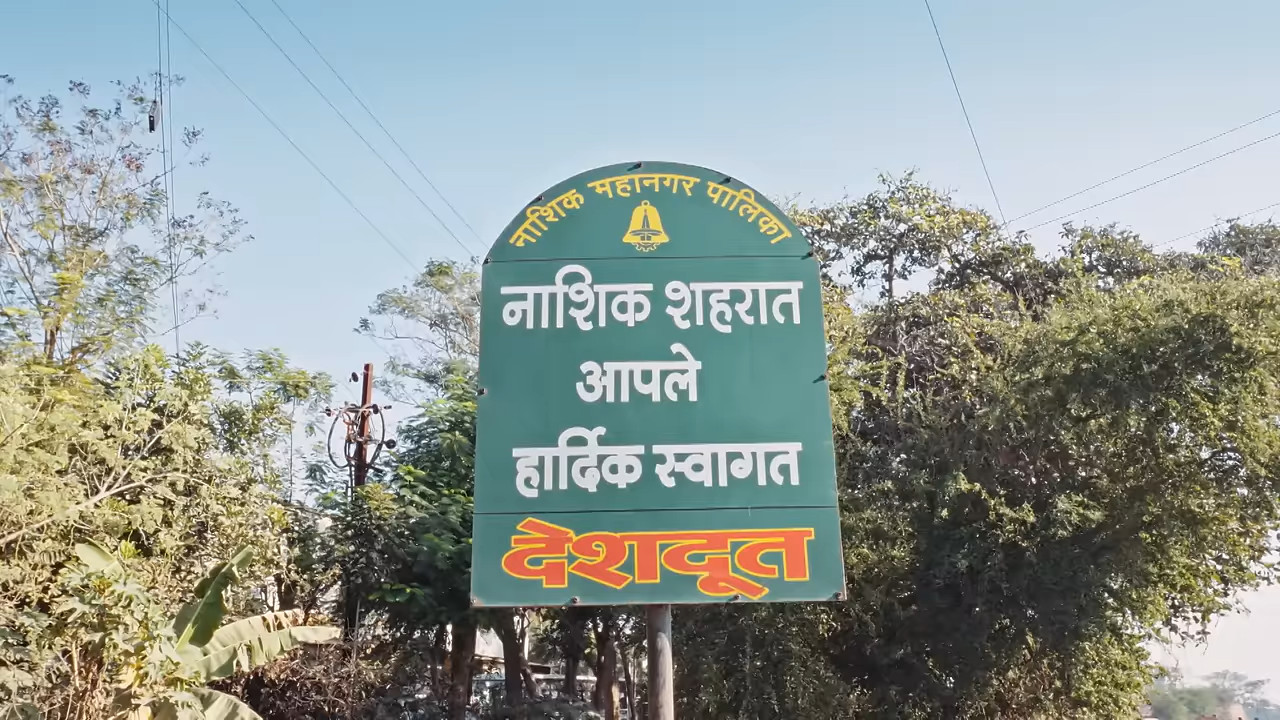 नाशिक महानगर पालिका
नाशिक शहरात
आपले
हार्दिक स्वागत
देशदूत